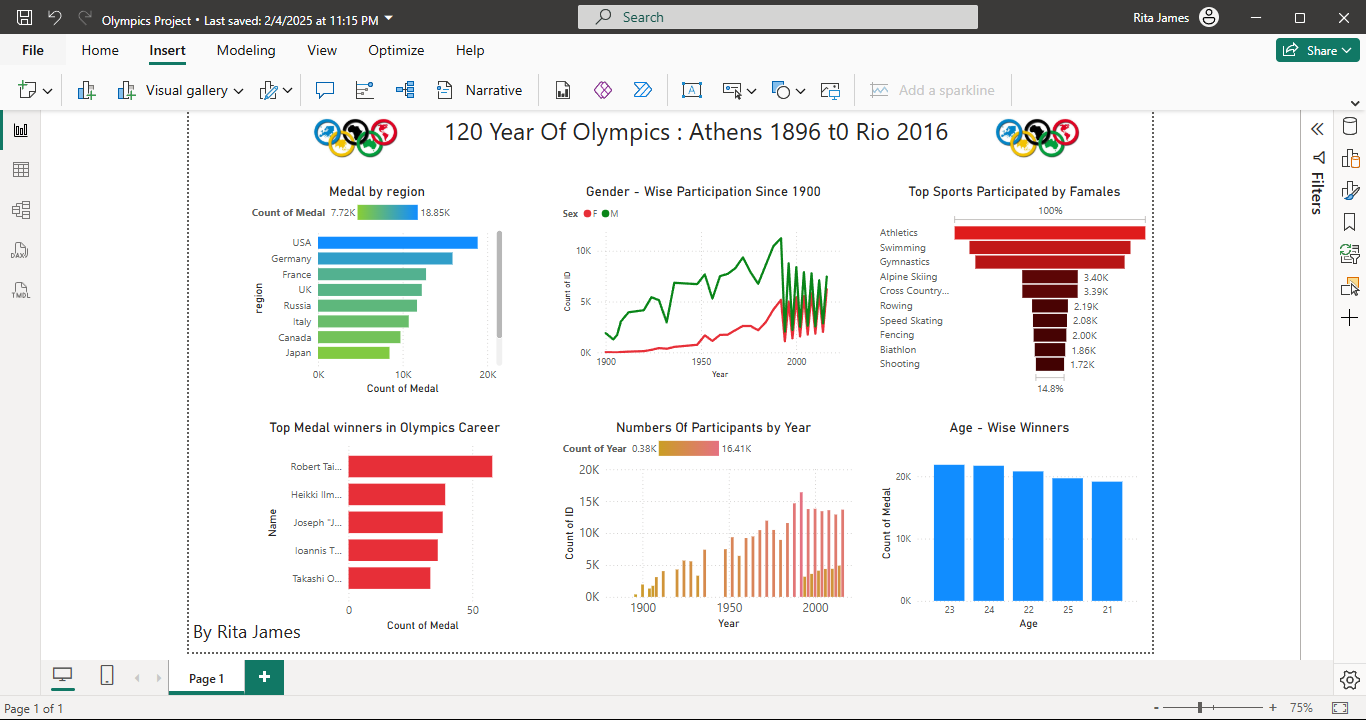 Olympics Project • Last saved: 2/4/2025 at 11:15 PM
Search
Rita James
File Home Insert Modeling View Optimize Help
Share
Visual gallery
Narrative
Add a sparkline
120 Year Of Olympics : Athens 1896 t0 Rio 2016
Filters
DAX
TMDL
Medal by region
Count of Medal 7.72K 18.85K
region
USA
Germany
France
UK
Russia
Italy
Canada
Japan
0K 10K 20K
Count of Medal
Gender - Wise Participation Since 1900
Sex F M
Count of ID
10K
5K
0K
1900 1950 2000
Year
Top Sports Participated by Famales
100%
Athletics
Swimming
Gymnastics
Alpine Skiing 3.40K
Cross Country... 3.39K
Rowing 2.19K
Speed Skating 2.08K
Fencing 2.00K
Biathlon 1.86K
Shooting 1.72K
14.8%
Top Medal winners in Olympics Career
Name
Robert Tai...
Heikki Ilm...
Joseph "J...
Ioannis T...
Takashi O...
0 50
Count of Medal
Numbers Of Participants by Year
Count of Year 0.38K 16.41K
Count of ID
20K
15K
10K
5K
0K
1900 1950 2000
Year
Age - Wise Winners
Count of Medal
20K
10K
0K
23 24 22 25 21
Age
By Rita James
Page 1
Page 1 of 1
- + 75%